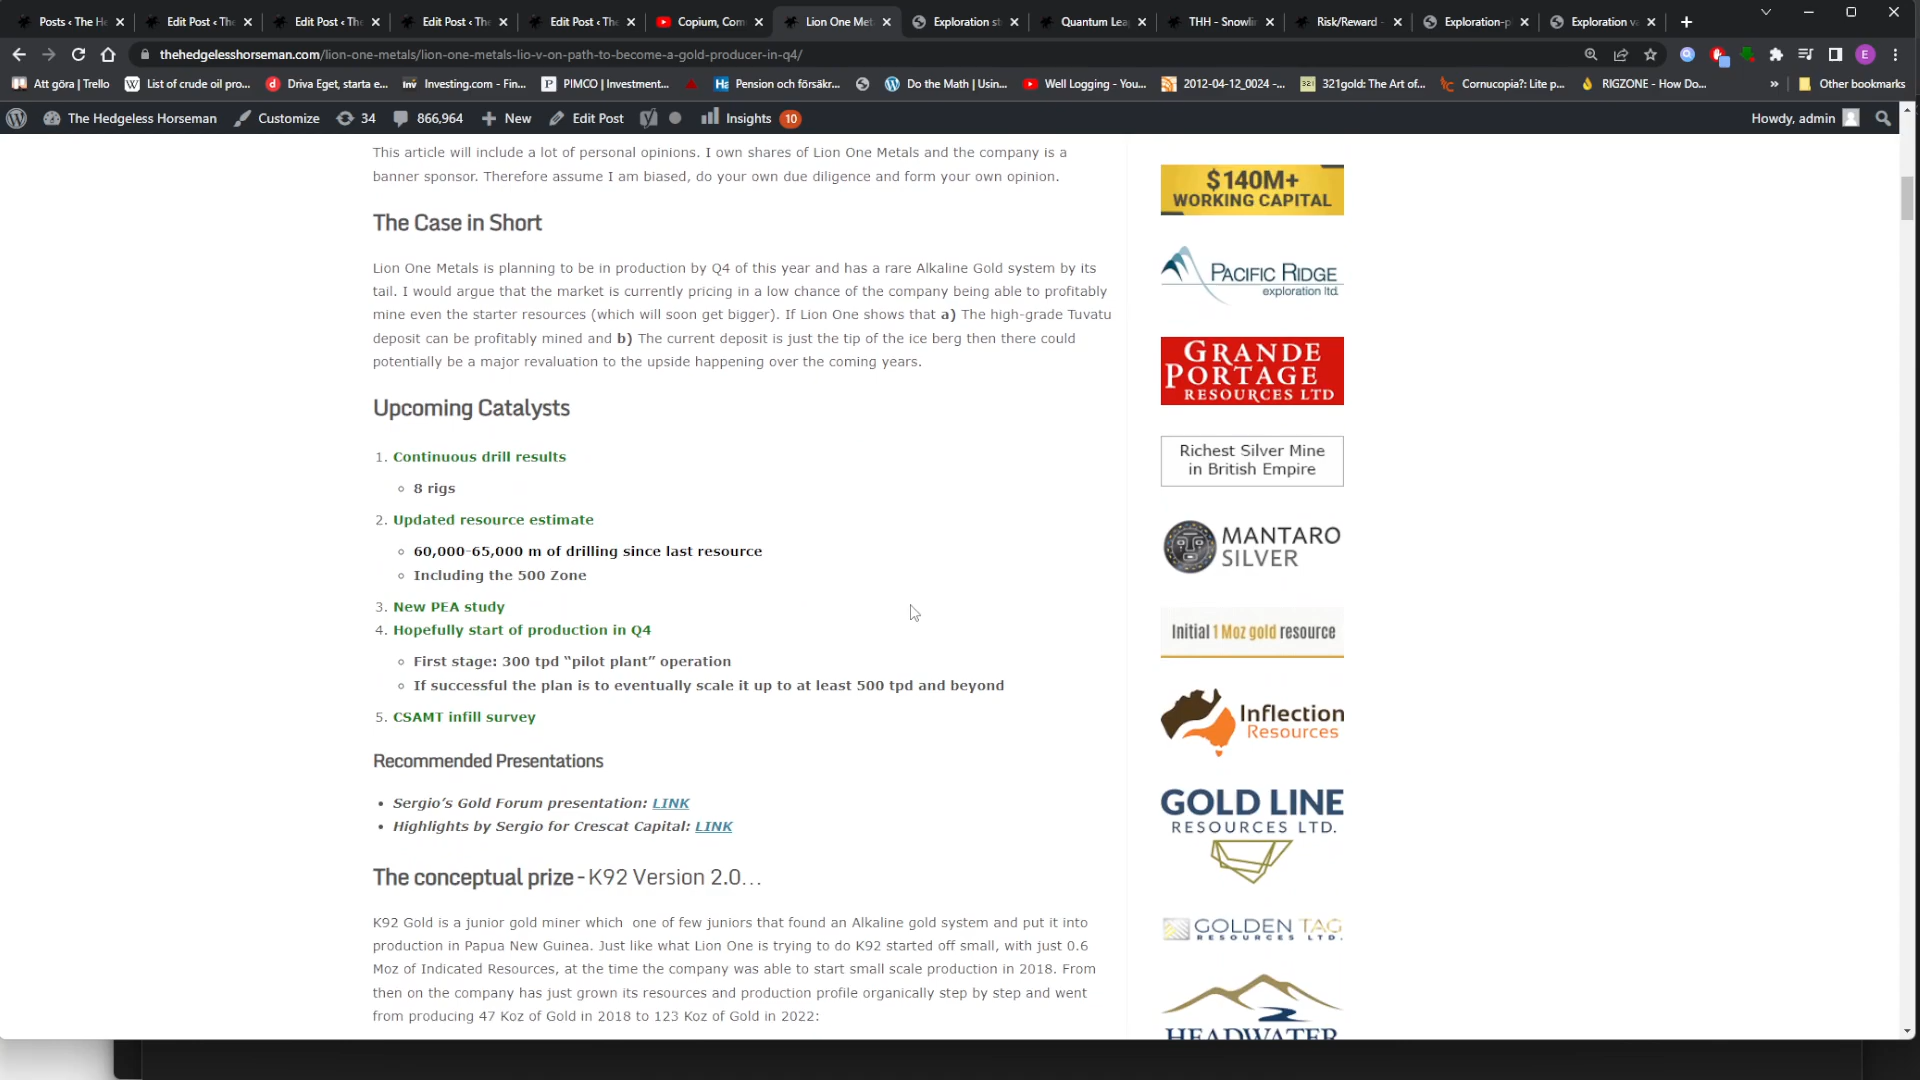 Posts ‹ The He
Edit Post ‹ The
Edit Post ‹ The
Edit Post ‹ The
Edit Post ‹ The
Copium, Com
Lion One Met
Exploration st
Quantum Lea
THH - Snowlin
Risk/Reward
Exploration-p
Exploration va
thehedgelesshorseman.com/lion-one-metals/lion-one-metals-lio-v-on-path-to-become-a-gold-producer-in-q4/
E
Att göra | Trello
List of crude oil pro...
Driva Eget, starta e...
Investing.com - Fin...
PIMCO | Investment...
Pension och försäkr...
Do the Math | Usin...
Well Logging - You...
2012-04-12_0024 -...
321gold: The Art of...
Cornucopia?: Lite p...
RIGZONE - How Do...
»
Other bookmarks
The Hedgeless Horseman
Customize
34
866,964
New
Edit Post
Insights 10
Howdy, admin
This article will include a lot of personal opinions. I own shares of Lion One Metals and the company is a
banner sponsor. Therefore assume I am biased, do your own due diligence and form your own opinion.
The Case in Short
Lion One Metals is planning to be in production by Q4 of this year and has a rare Alkaline Gold system by its
tail. I would argue that the market is currently pricing in a low chance of the company being able to profitably
mine even the starter resources (which will soon get bigger). If Lion One shows that a) The high-grade Tuvatu
deposit can be profitably mined and b) The current deposit is just the tip of the ice berg then there could
potentially be a major revaluation to the upside happening over the coming years.
Upcoming Catalysts
1. Continuous drill results
8 rigs
2. Updated resource estimate
60,000-65,000 m of drilling since last resource
Including the 500 Zone
3. New PEA study
4. Hopefully start of production in Q4
First stage: 300 tpd “pilot plant” operation
If successful the plan is to eventually scale it up to at least 500 tpd and beyond
5. CSAMT infill survey
Recommended Presentations
Sergio’s Gold Forum presentation: LINK
Highlights by Sergio for Crescat Capital: LINK
The conceptual prize - K92 Version 2.0…
K92 Gold is a junior gold miner which one of few juniors that found an Alkaline gold system and put it into
production in Papua New Guinea. Just like what Lion One is trying to do K92 started off small, with just 0.6
Moz of Indicated Resources, at the time the company was able to start small scale production in 2018. From
then on the company has just grown its resources and production profile organically step by step and went
from producing 47 Koz of Gold in 2018 to 123 Koz of Gold in 2022:
$140M+
WORKING CAPITAL
PACIFIC RIDGE
exploration ltd.
GRANDE
PORTAGE
RESOURCES LTD
Richest Silver Mine
in British Empire
MANTARO
SILVER
Initial 1 Moz gold resource
Inflection
Resources
GOLD LINE
RESOURCES LTD.
GOLDEN TAG
RESOURCES LTD.
HEADWATER